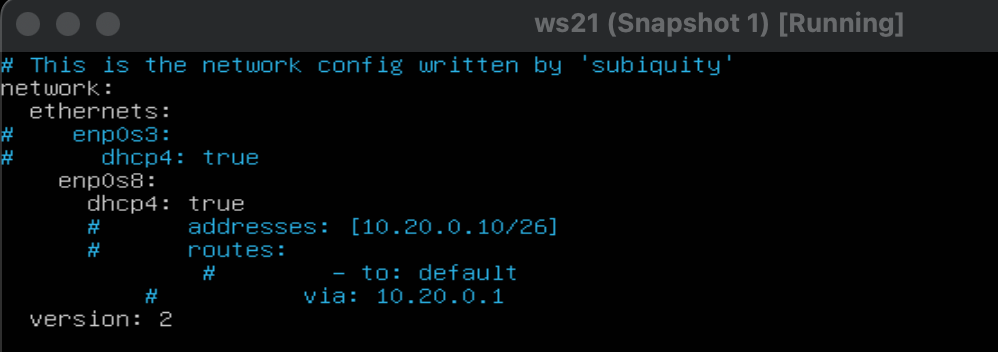 ws21 (Snapshot 1) [Running]
# This is the network config written by 'subiquity'
network:
  ethernets:
#    enp0s3:
#      dhcp4: true
    enp0s8:
      dhcp4: true
      #      addresses: [10.20.0.10/26]
      #      routes:
              #        - to: default
          #          via: 10.20.0.1
  version: 2